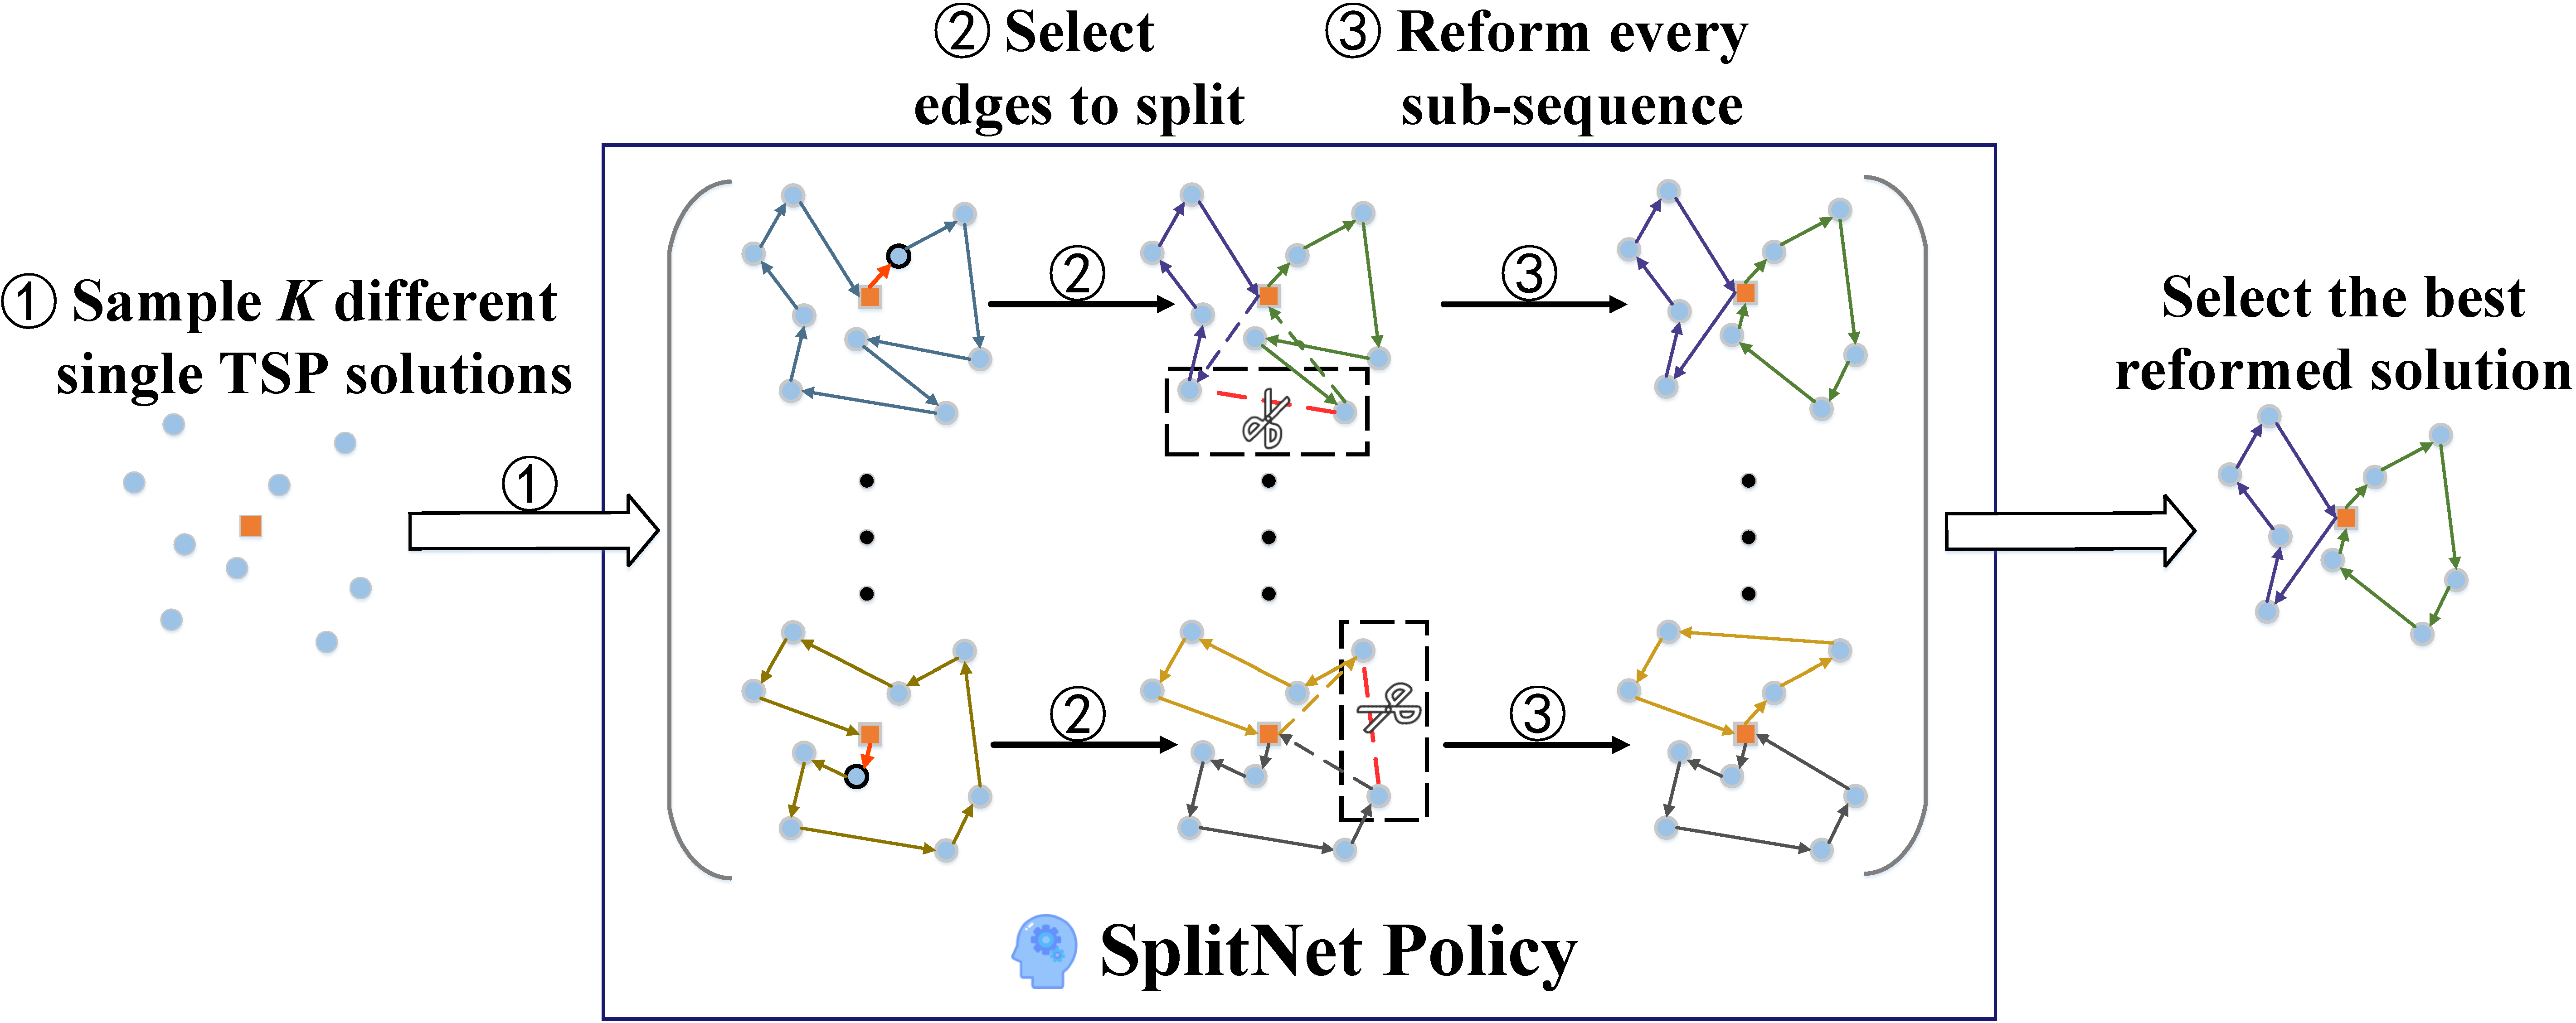 ② Select
edges to split
③ Reform every
sub-sequence
① Sample K different
single TSP solutions
①
②
③
②
③
Select the best
reformed solution
SplitNet Policy